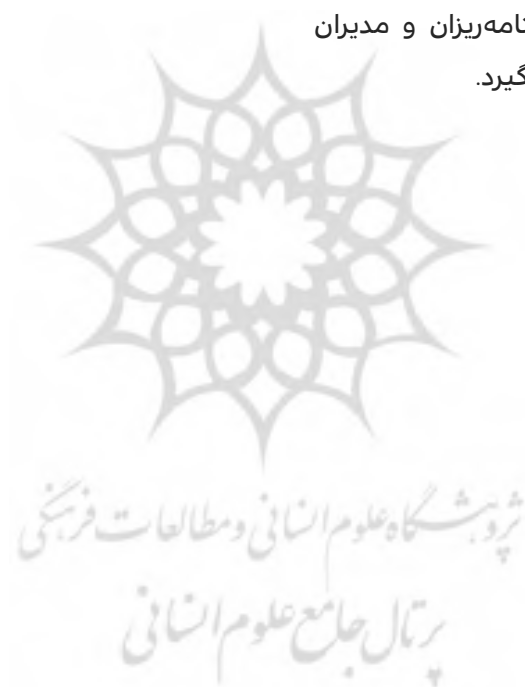 نامه‌ریزان و مدیران
گیرد.
پژوهشگاه علوم انسانی و مطالعات فرهنگی
پرتال جامع علوم انسانی